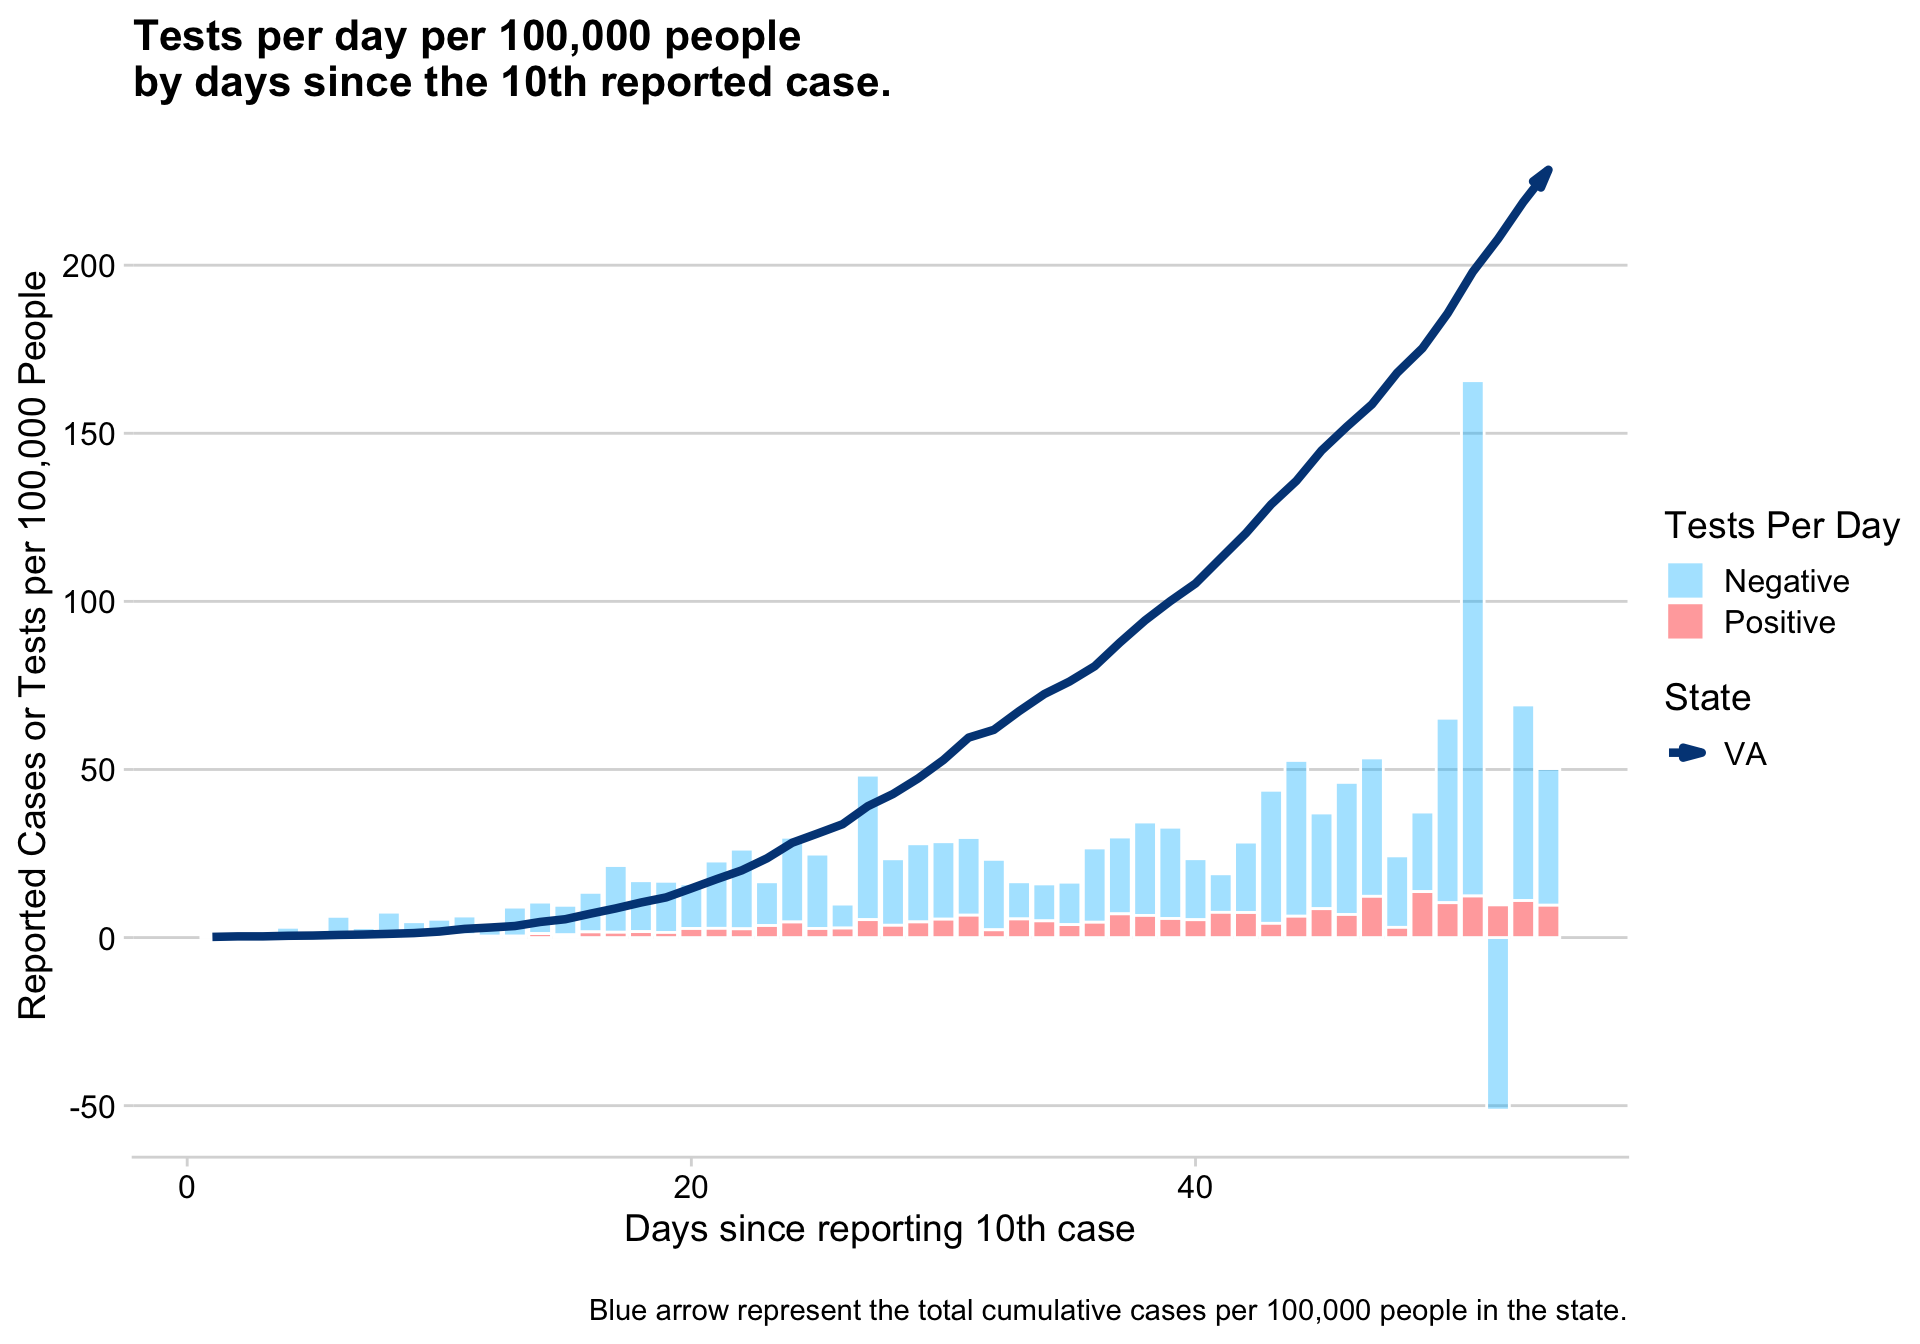 Tests per day per 100,000 people
by days since the 10th reported case.
Reported Cases or Tests per 100,000 People
200
150
100
50
0
-50
0
20
40
Days since reporting 10th case
Tests Per Day
Negative
Positive
State
VA
Blue arrow represent the total cumulative cases per 100,000 people in the state.